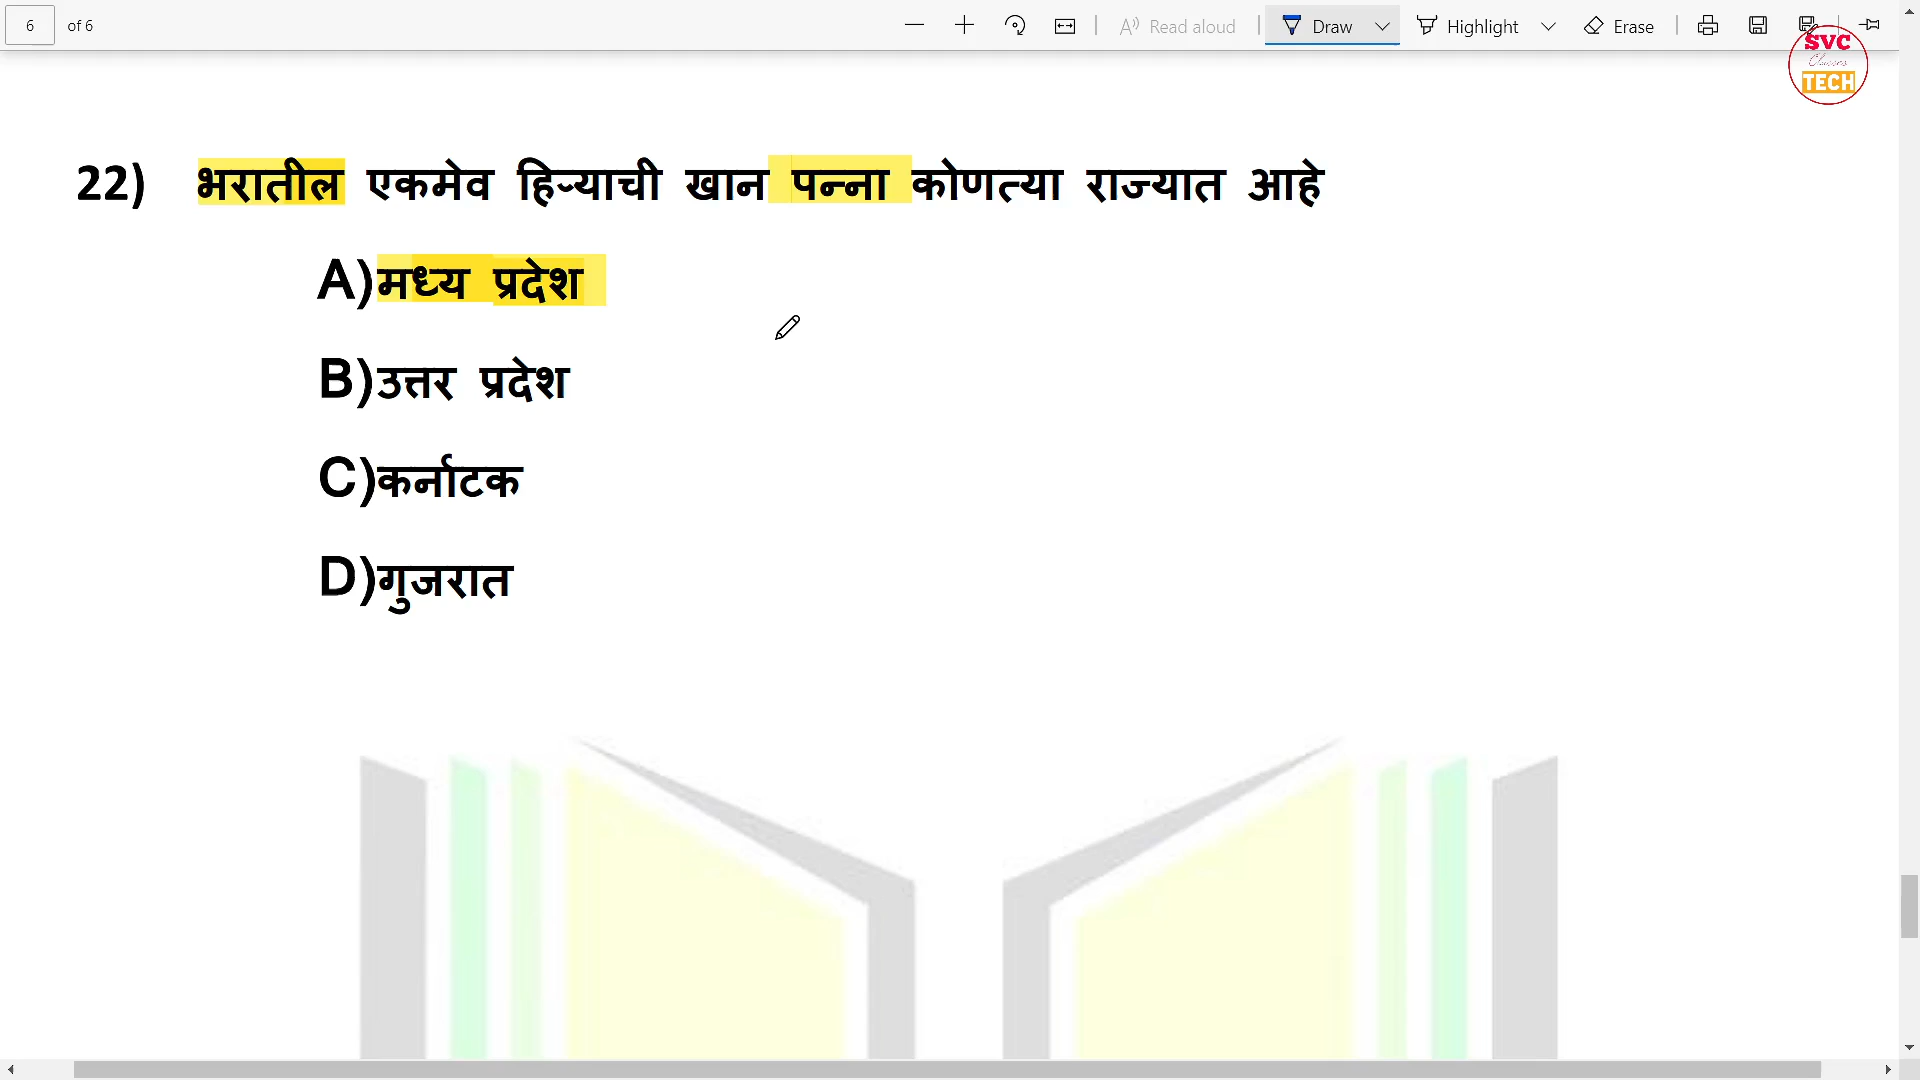 6 of 6 Read aloud Draw Highlight Erase
SVC
Classes
TECH
22) भरातील एकमेव हिऱ्याची खान पन्ना कोणत्या राज्यात आहे
A)मध्य प्रदेश
B)उत्तर प्रदेश
C)कर्नाटक
D)गुजरात